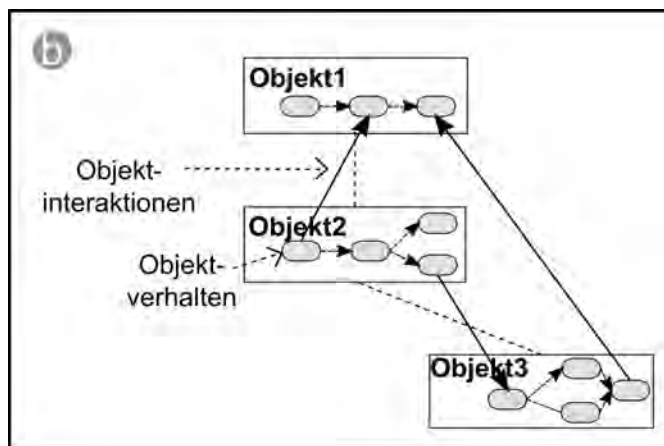 b
Objekt1
Objekt-
interaktionen
Objekt2
Objekt-
verhalten
Objekt3